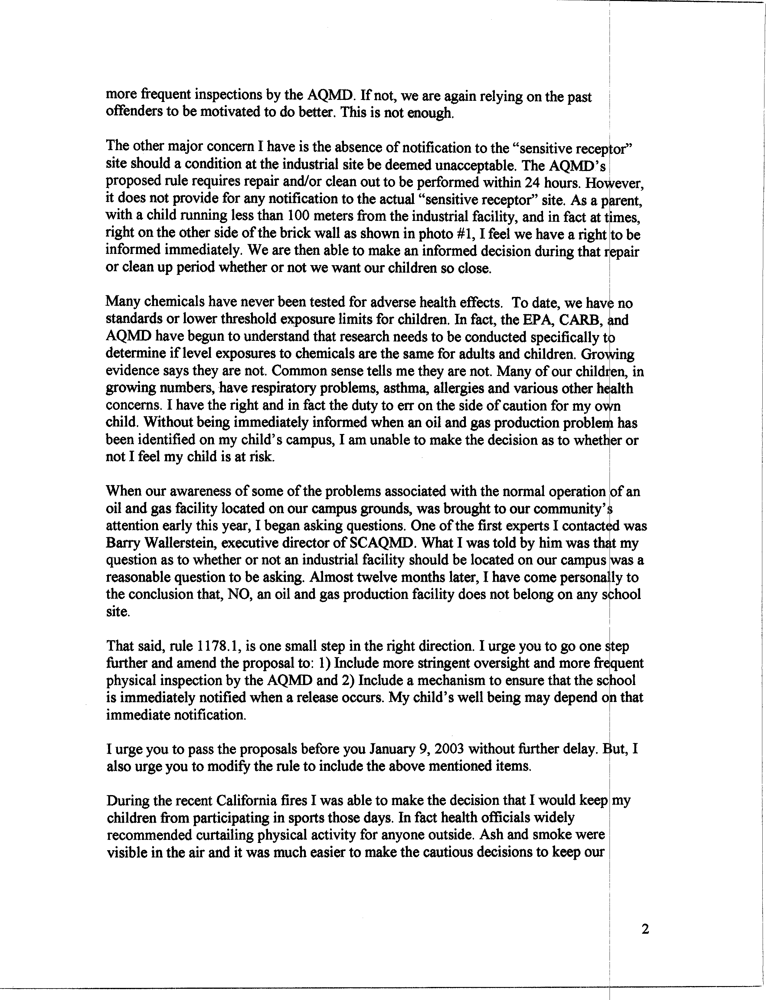 more frequent inspections by the AQMD. If not, we are again relying on the past
offenders to be motivated to do better. This is not enough.
The other major concern I have is the absence of notification to the “sensitive receptor”
site should a condition at the industrial site be deemed unacceptable. The AQMD’s
proposed rule requires repair and/or clean out to be performed within 24 hours. However,
it does not provide for any notification to the actual “sensitive receptor” site. As a parent,
with a child running less than 100 meters from the industrial facility, and in fact at times,
right on the other side of the brick wall as shown in photo #1, I feel we have a right to be
informed immediately. We are then able to make an informed decision during that repair
or clean up period whether or not we want our children so close.
Many chemicals have never been tested for adverse health effects.  To date, we have no
standards or lower threshold exposure limits for children. In fact, the EPA, CARB, and
AQMD have begun to understand that research needs to be conducted specifically to
determine if level exposures to chemicals are the same for adults and children. Growing
evidence says they are not. Common sense tells me they are not. Many of our children, in
growing numbers, have respiratory problems, asthma, allergies and various other health
concerns. I have the right and in fact the duty to err on the side of caution for my own
child. Without being immediately informed when an oil and gas production problem has
been identified on my child’s campus, I am unable to make the decision as to whether or
not I feel my child is at risk.
When our awareness of some of the problems associated with the normal operation of an
oil and gas facility located on our campus grounds, was brought to our community’s
attention early this year, I began asking questions. One of the first experts I contacted was
Barry Wallerstein, executive director of SCAQMD. What I was told by him was that my
question as to whether or not an industrial facility should be located on our campus was a
reasonable question to be asking. Almost twelve months later, I have come personally to
the conclusion that, NO, an oil and gas production facility does not belong on any school
site.
That said, rule 1178.1, is one small step in the right direction. I urge you to go one step
further and amend the proposal to: 1) Include more stringent oversight and more frequent
physical inspection by the AQMD and 2) Include a mechanism to ensure that the school
is immediately notified when a release occurs. My child’s well being may depend on that
immediate notification.
I urge you to pass the proposals before you January 9, 2003 without further delay. But, I
also urge you to modify the rule to include the above mentioned items.
During the recent California fires I was able to make the decision that I would keep my
children from participating in sports those days. In fact health officials widely
recommended curtailing physical activity for anyone outside. Ash and smoke were
visible in the air and it was much easier to make the cautious decisions to keep our
2